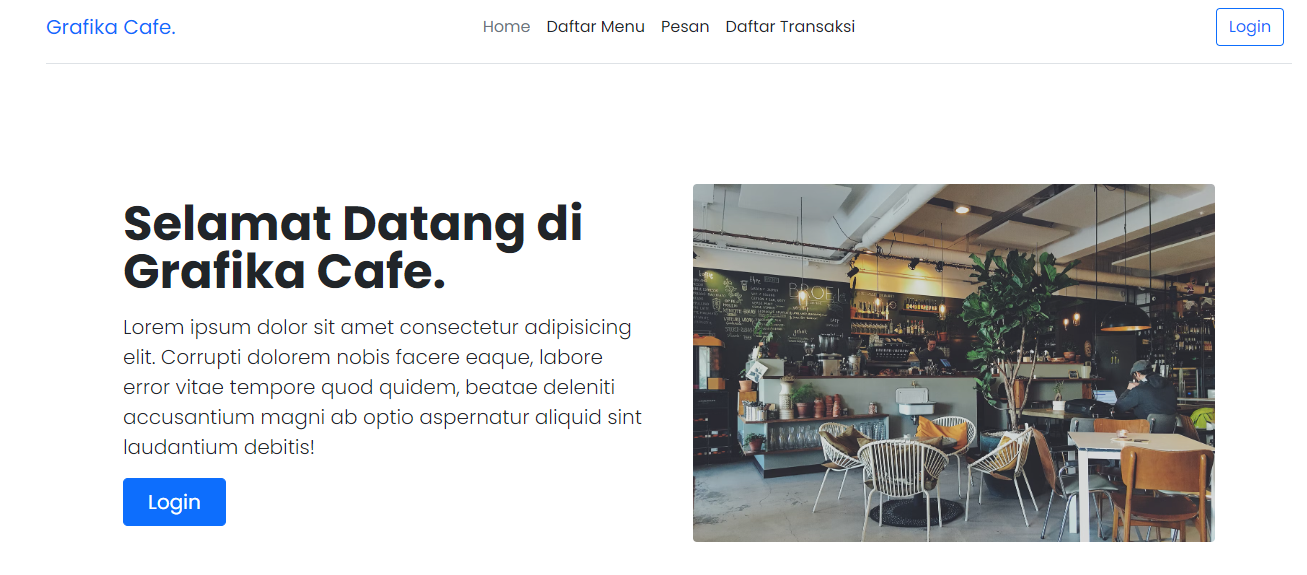 Grafika Cafe.
Home Daftar Menu Pesan Daftar Transaksi
Login
Selamat Datang di
Grafika Cafe.
Lorem ipsum dolor sit amet consectetur adipisicing
elit. Corrupti dolorem nobis facere eaque, labore
error vitae tempore quod quidem, beatae deleniti
accusantium magni ab optio aspernatur aliquid sint
laudantium debitis!
Login
BROEI